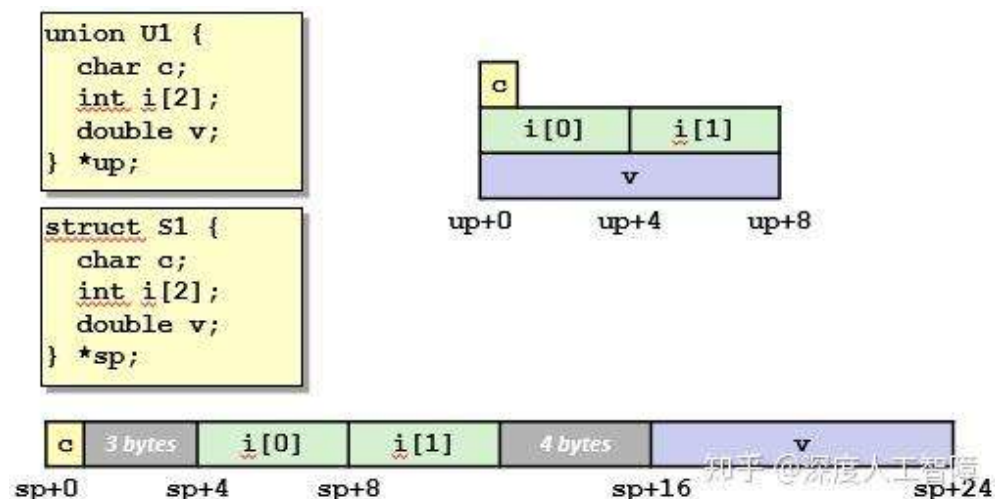 union U1 {
char c;
int i[2];
double v;
} *up;
c
i[0] i[1]
v
up+0 up+4 up+8
struct S1 {
char c;
int i[2];
double v;
} *sp;
c 3 bytes i[0] i[1] 4 bytes v
知乎 @深度人工智障
sp+0 sp+4 sp+8 sp+16 sp+24